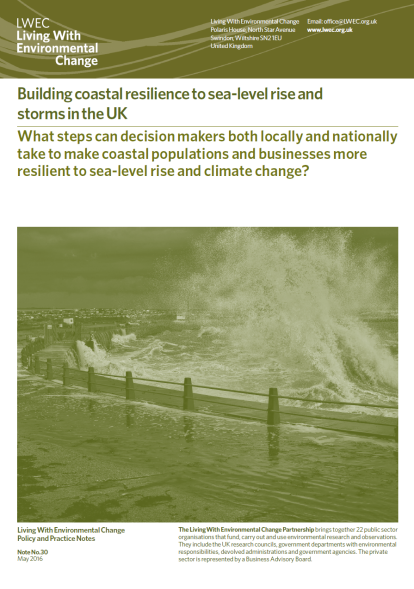 LWEC
Living With
Environmental
Change
Living With Environmental Change
Polaris House, North Star Avenue
Swindon, Wiltshire SN2 1EU
United Kingdom
Email: office@LWEC.org.uk
www.lwec.org.uk
Building coastal resilience to sea-level rise and
storms in the UK
What steps can decision makers both locally and nationally
take to make coastal populations and businesses more
resilient to sea-level rise and climate change?
Living With Environmental Change
Policy and Practice Notes
Note No.30
May 2016
The Living With Environmental Change Partnership brings together 22 public sector
organisations that fund, carry out and use environmental research and observations.
They include the UK research councils, government departments with environmental
responsibilities, devolved administrations and government agencies. The private
sector is represented by a Business Advisory Board.